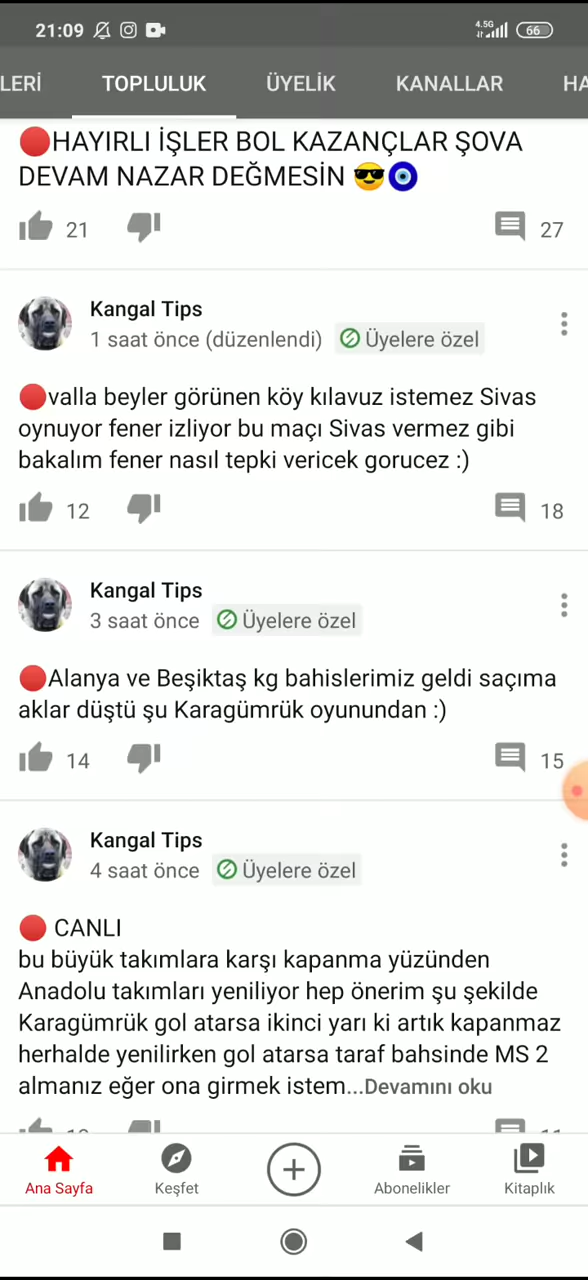 21:09
4.5G
66
LERİ
TOPLULUK
ÜYELİK
KANALLAR
HA
🔴HAYIRLI İŞLER BOL KAZANÇLAR ŞOVA
DEVAM NAZAR DEĞMESİN 😎🧿
21
27
Kangal Tips
1 saat önce (düzenlendi)
Üyelere özel
🔴valla beyler görünen köy kılavuz istemez Sivas
oynuyor fener izliyor bu maçı Sivas vermez gibi
bakalım fener nasıl tepki vericek gorucez :)
12
18
Kangal Tips
3 saat önce
Üyelere özel
🔴Alanya ve Beşiktaş kg bahislerimiz geldi saçıma
aklar düştü şu Karagümrük oyunundan :)
14
15
Kangal Tips
4 saat önce
Üyelere özel
🔴 CANLI
bu büyük takımlara karşı kapanma yüzünden
Anadolu takımları yeniliyor hep önerim şu şekilde
Karagümrük gol atarsa ikinci yarı ki artık kapanmaz
herhalde yenilirken gol atarsa taraf bahsinde MS 2
almanız eğer ona girmek istem...Devamını oku
Ana Sayfa
Keşfet
Abonelikler
Kitaplık